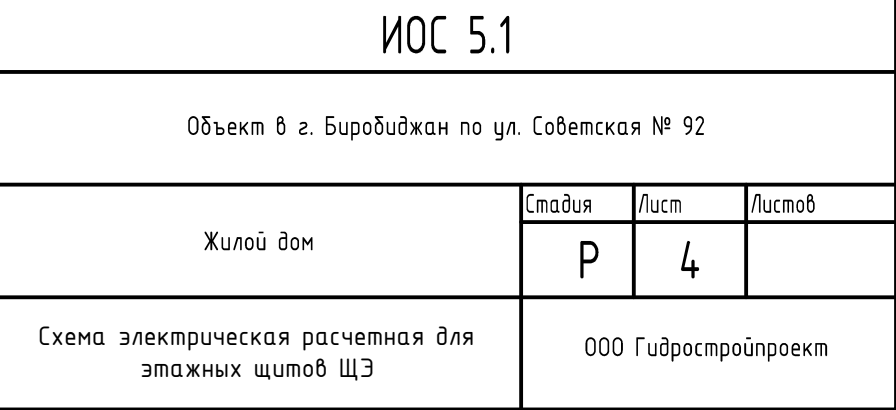 ИОС 5.1
Объект в г. Биробиджан по ул. Советская № 92
Жилой дом
Стадия Лист Листов
Р 4
Схема электрическая расчетная для
этажных щитов ЩЭ
ООО Гидростройпроект